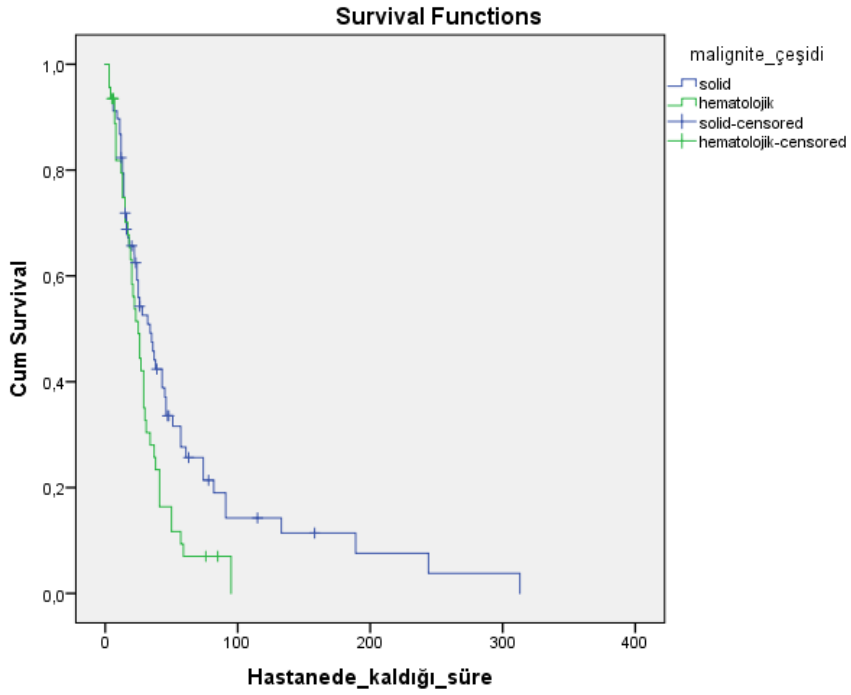 Survival Functions
malignite_çeşidi
solid
hematolojik
solid-censored
hematolojik-censored
Cum Survival
1,0
0,8
0,6
0,4
0,2
0,0
0
100
200
300
400
Hastanede_kaldığı_süre